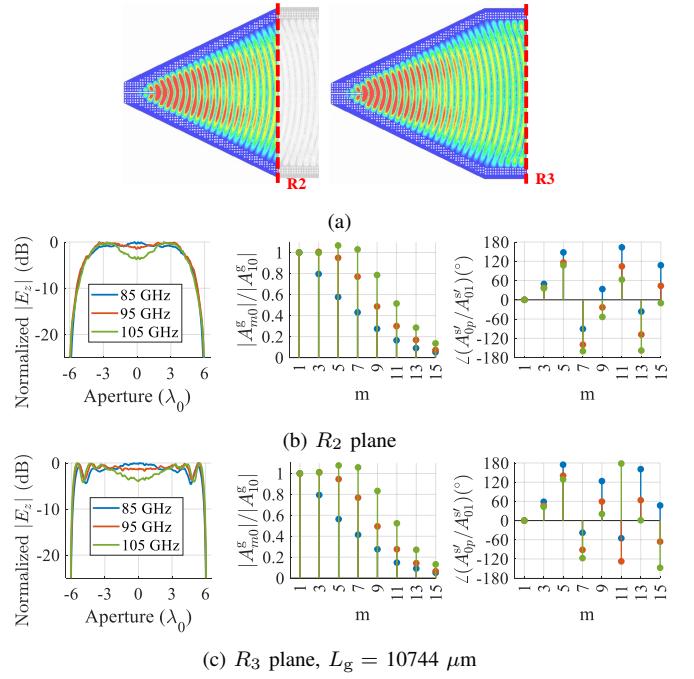 R2
R3
(a)
Normalized |E_z| (dB)
0
-10
-20
-6 -3 0 3 6
Aperture (λ_0)
85 GHz
95 GHz
105 GHz
|A^g_{m0}|/|A^g_{10}|
1
0.8
0.6
0.4
0.2
0
1 3 5 7 9 11 13 15
m
∠(A^{s′}_{0p}/A^{s′}_{01})(°)
180
120
60
0
-60
-120
-180
1 3 5 7 9 11 13 15
m
(b) R_2 plane
Normalized |E_z| (dB)
0
-10
-20
-6 -3 0 3 6
Aperture (λ_0)
85 GHz
95 GHz
105 GHz
|A^g_{m0}|/|A^g_{10}|
1
0.8
0.6
0.4
0.2
0
1 3 5 7 9 11 13 15
m
∠(A^{s′}_{0p}/A^{s′}_{01})(°)
180
120
60
0
-60
-120
-180
1 3 5 7 9 11 13 15
m
(c) R_3 plane, L_g = 10744 μm